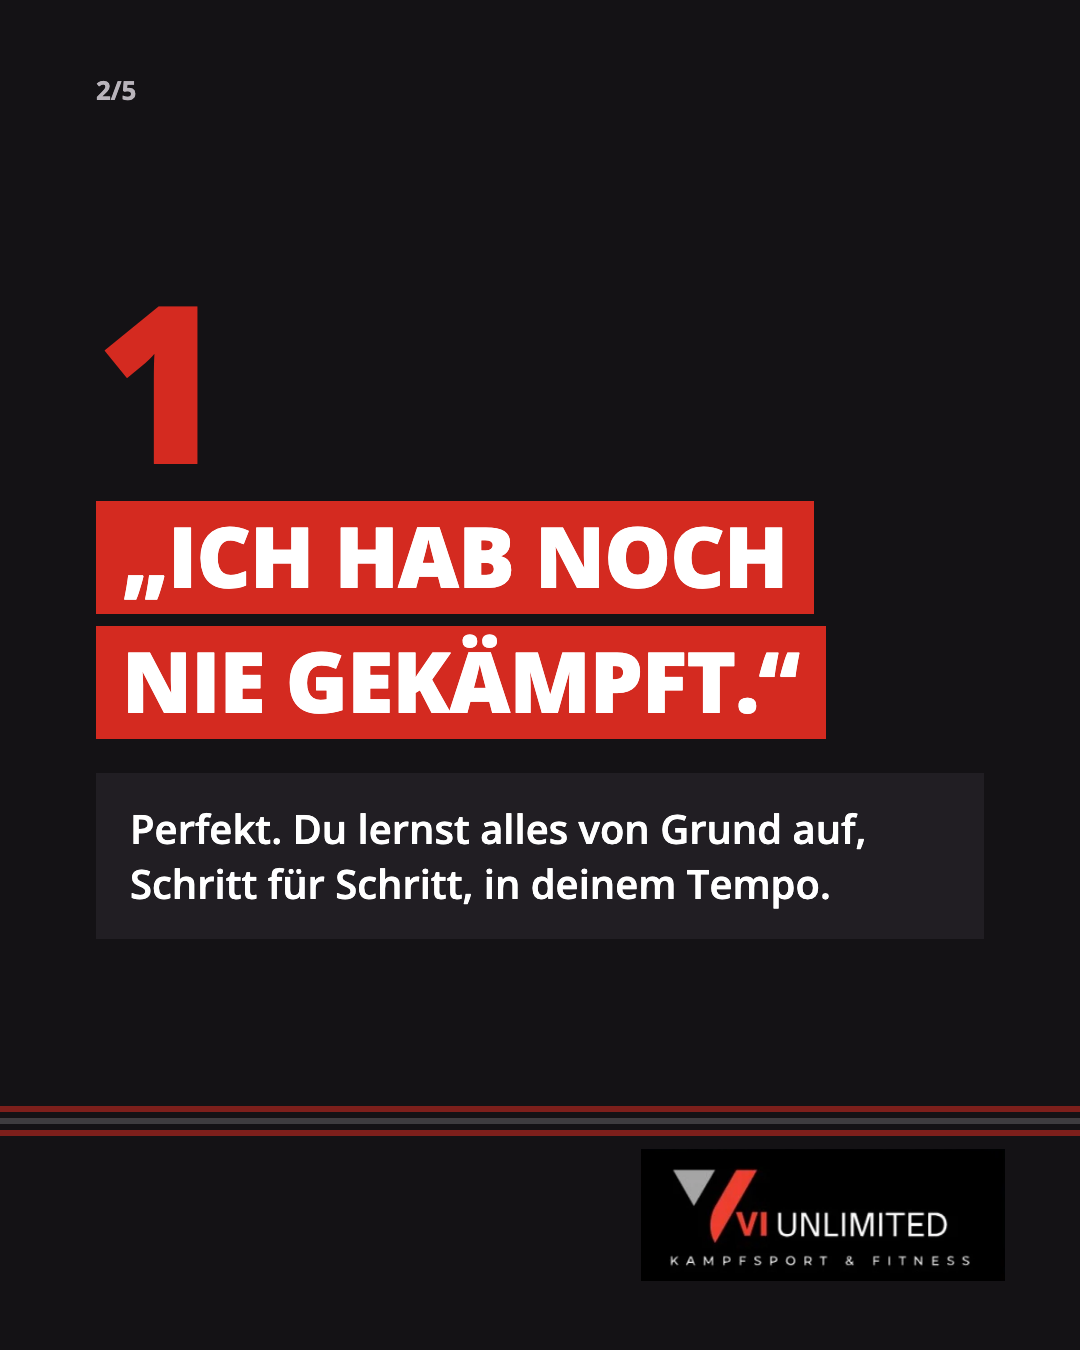 2/5
1
„ICH HAB NOCH
NIE GEKÄMPFT.“
Perfekt. Du lernst alles von Grund auf,
Schritt für Schritt, in deinem Tempo.
VI UNLIMITED
KAMPFSPORT & FITNESS